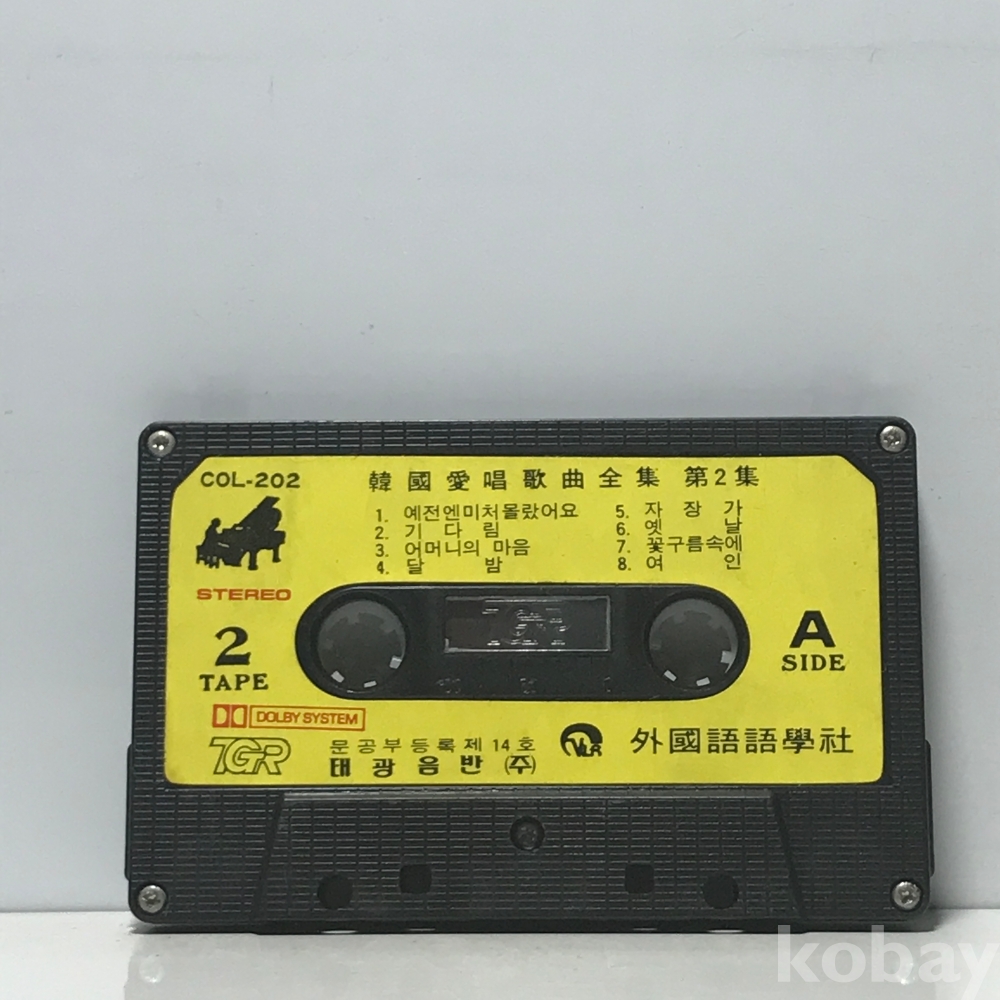 COL-202
韓國愛唱歌曲全集 第2集
1. 예전엔미처몰랐어요
2. 기 다 림
3. 어머니의 마음
4. 달 밤
5. 자 장 가
6. 옛 날
7. 꽃구름속에
8. 여 인
STEREO
2
TAPE
A
SIDE
DOLBY SYSTEM
TGR
문공부등록제 14 호
태 광 음 반 (주)
VLR
外國語語學社
kobay